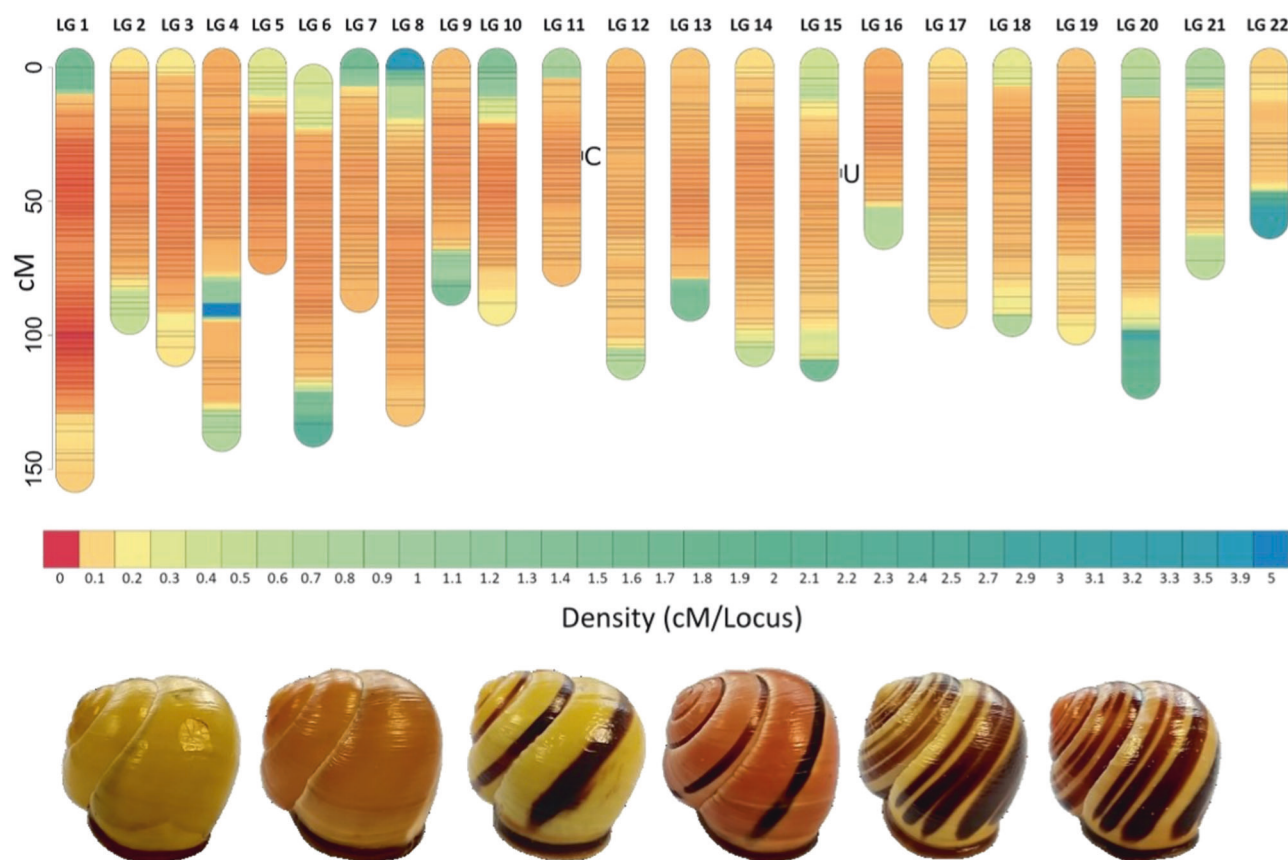 LG 1 LG 2 LG 3 LG 4 LG 5 LG 6 LG 7 LG 8 LG 9 LG 10 LG 11 LG 12 LG 13 LG 14 LG 15 LG 16 LG 17 LG 18 LG 19 LG 20 LG 21 LG 22
0
C
U
50
cM
100
150
0 0.1 0.2 0.3 0.4 0.5 0.6 0.7 0.8 0.9 1 1.1 1.2 1.3 1.4 1.5 1.6 1.7 1.8 1.9 2 2.1 2.2 2.3 2.4 2.5 2.7 2.9 3 3.1 3.2 3.3 3.5 3.9 5
Density (cM/Locus)